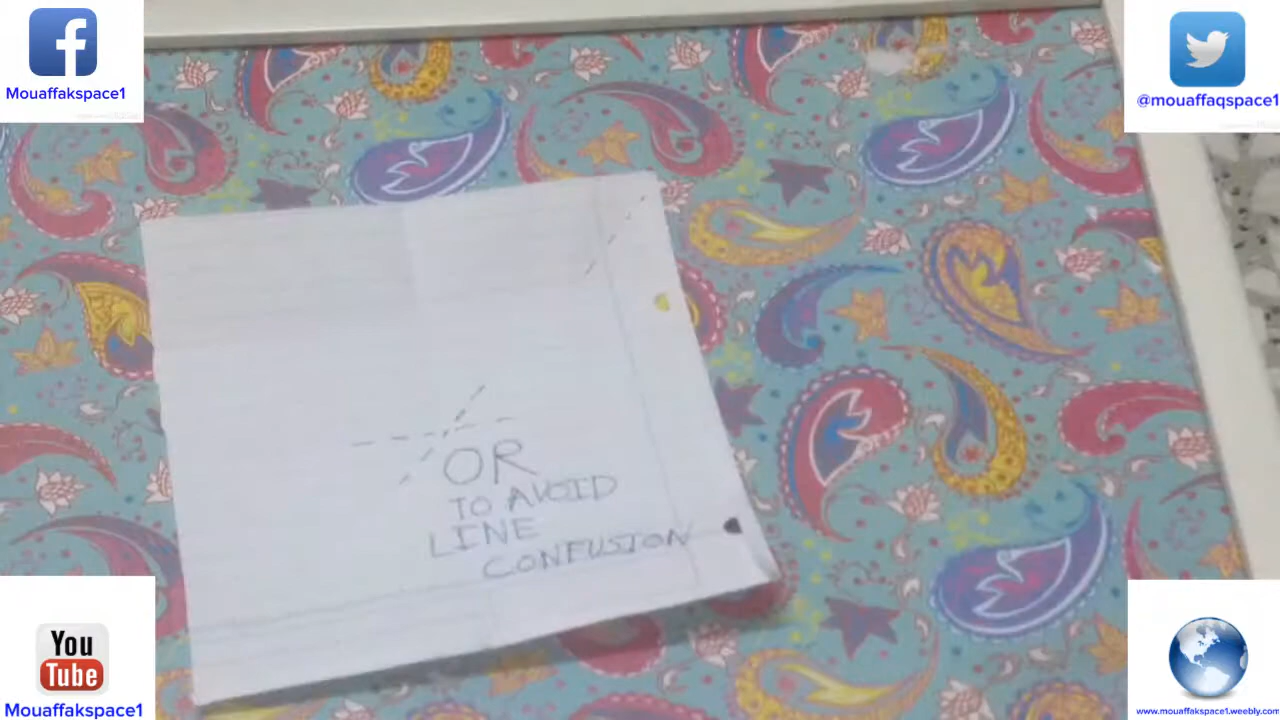 Mouaffakspace1
@mouaffaqspace1
OR
TO AVOID
LINE
CONFUSION
You
Tube
Mouaffakspace1
www.mouaffakspace1.weebly.com